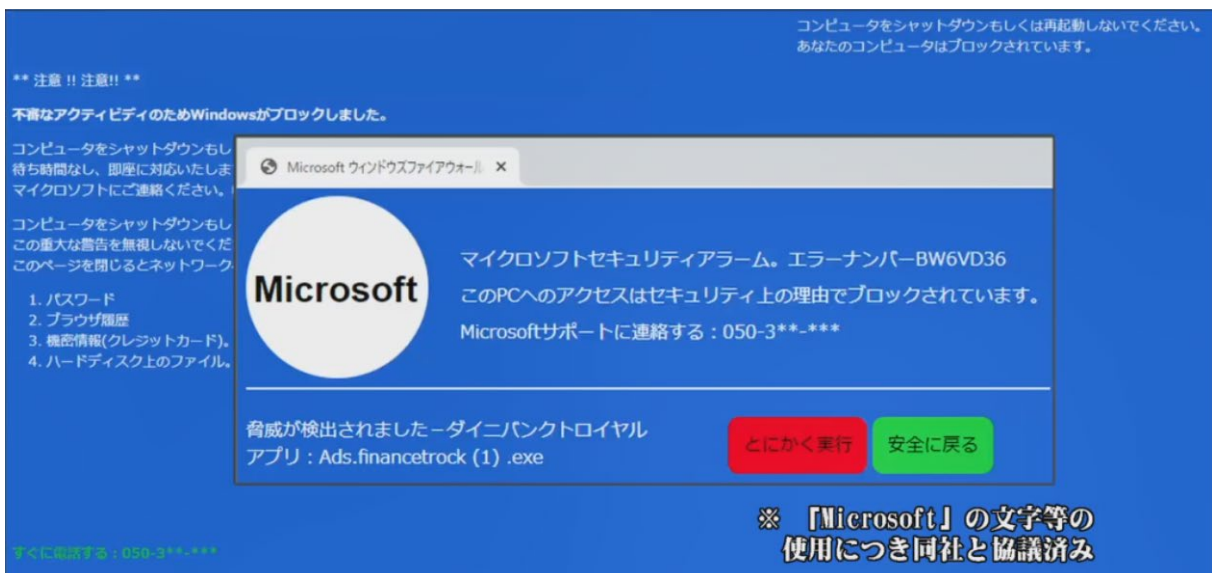 コンピュータをシャットダウンもしくは再起動しないでください。
あなたのコンピュータはブロックされています。
** 注意 !! 注意!! **
不審なアクティビディのためWindowsがブロックしました。
コンピュータをシャットダウンもし
待ち時間なし、即座に対応いたしま
マイクロソフトにご連絡ください。
コンピュータをシャットダウンもし
この重大な警告を無視しないでくだ
このページを閉じるとネットワーク
1. パスワード
2. ブラウザ履歴
3. 機密情報(クレジットカード)。
4. ハードディスク上のファイル。
Microsoft ウィンドウズファイアウォール ×
Microsoft
マイクロソフトセキュリティアラーム。エラーナンバーBW6VD36
このPCへのアクセスはセキュリティ上の理由でブロックされています。
Microsoftサポートに連絡する：050-3**-***
脅威が検出されました－ダイニバンクトロイヤル
アプリ：Ads.financetrock (1) .exe
とにかく実行
安全に戻る
すぐに電話する：050-3**-***
※ 『Microsoft』の文字等の
使用につき同社と協議済み